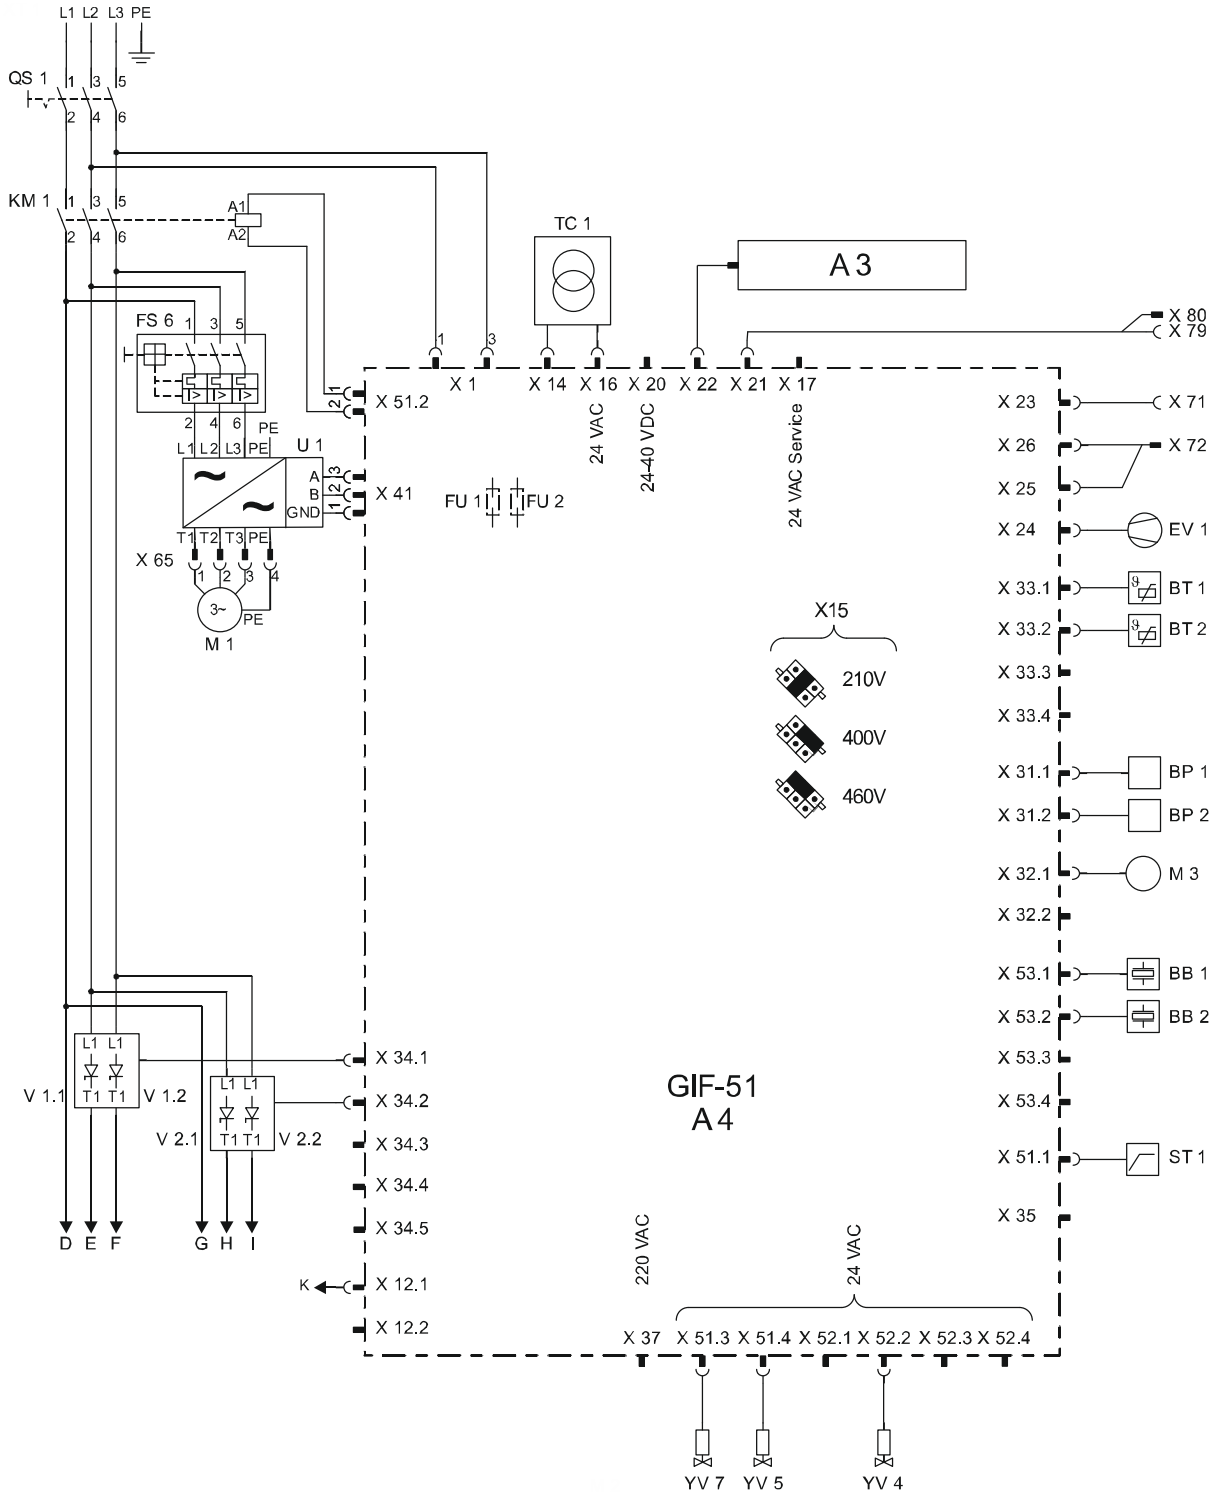 L1 L2 L3 PE
QS 1
1 3 5
2 4 6
KM 1
1 3 5
2 4 6
A1
A2
TC 1
A 3
X 80
X 79
FS 6
1 3 5
2 4 6
PE
L1 L2 L3 PE
U 1
A
B
GND
3
2
1
T1 T2 T3 PE
X 65
1 2 3 4
3~
PE
M 1
1
3
X 1
X 14
X 16
X 20
X 22
X 21
X 17
24 VAC
24-40 VDC
24 VAC Service
1
2
X 51.2
X 41
FU 1
FU 2
X 23
X 71
X 26
X 72
X 25
X 24
EV 1
X 33.1
ϑ
BT 1
X 33.2
ϑ
BT 2
X 33.3
X 33.4
X15
210V
400V
460V
X 31.1
BP 1
X 31.2
BP 2
X 32.1
M 3
X 32.2
X 53.1
BB 1
X 53.2
BB 2
X 53.3
X 53.4
X 51.1
ST 1
X 35
L1 L1
T1 T1
V 1.1
V 1.2
L1 L1
T1 T1
V 2.1
V 2.2
X 34.1
X 34.2
X 34.3
X 34.4
X 34.5
GIF-51
A 4
D E F G H I
K
X 12.1
X 12.2
220 VAC
24 VAC
X 37 X 51.3 X 51.4 X 52.1 X 52.2 X 52.3 X 52.4
YV 7 YV 5 YV 4